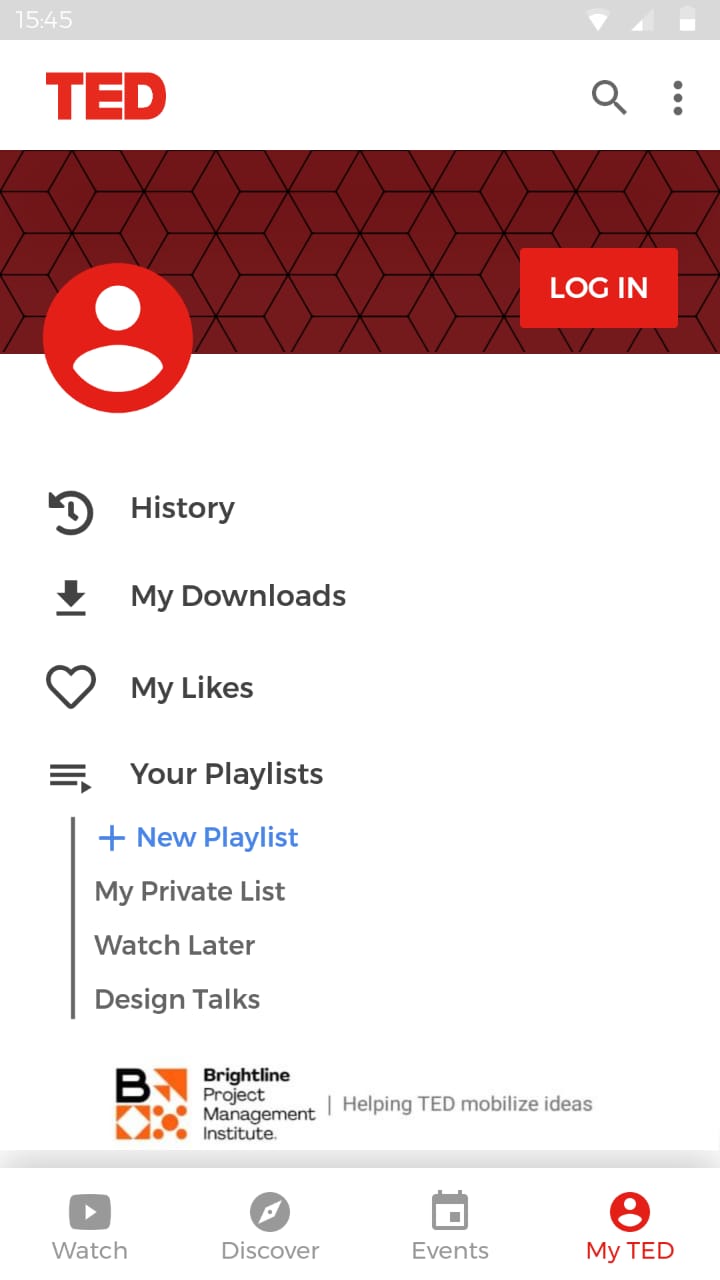 15:45
TED
LOG IN
History
My Downloads
My Likes
Your Playlists
+ New Playlist
My Private List
Watch Later
Design Talks
B
Brightline
Project
Management
Institute.
| Helping TED mobilize ideas
Watch
Discover
Events
My TED